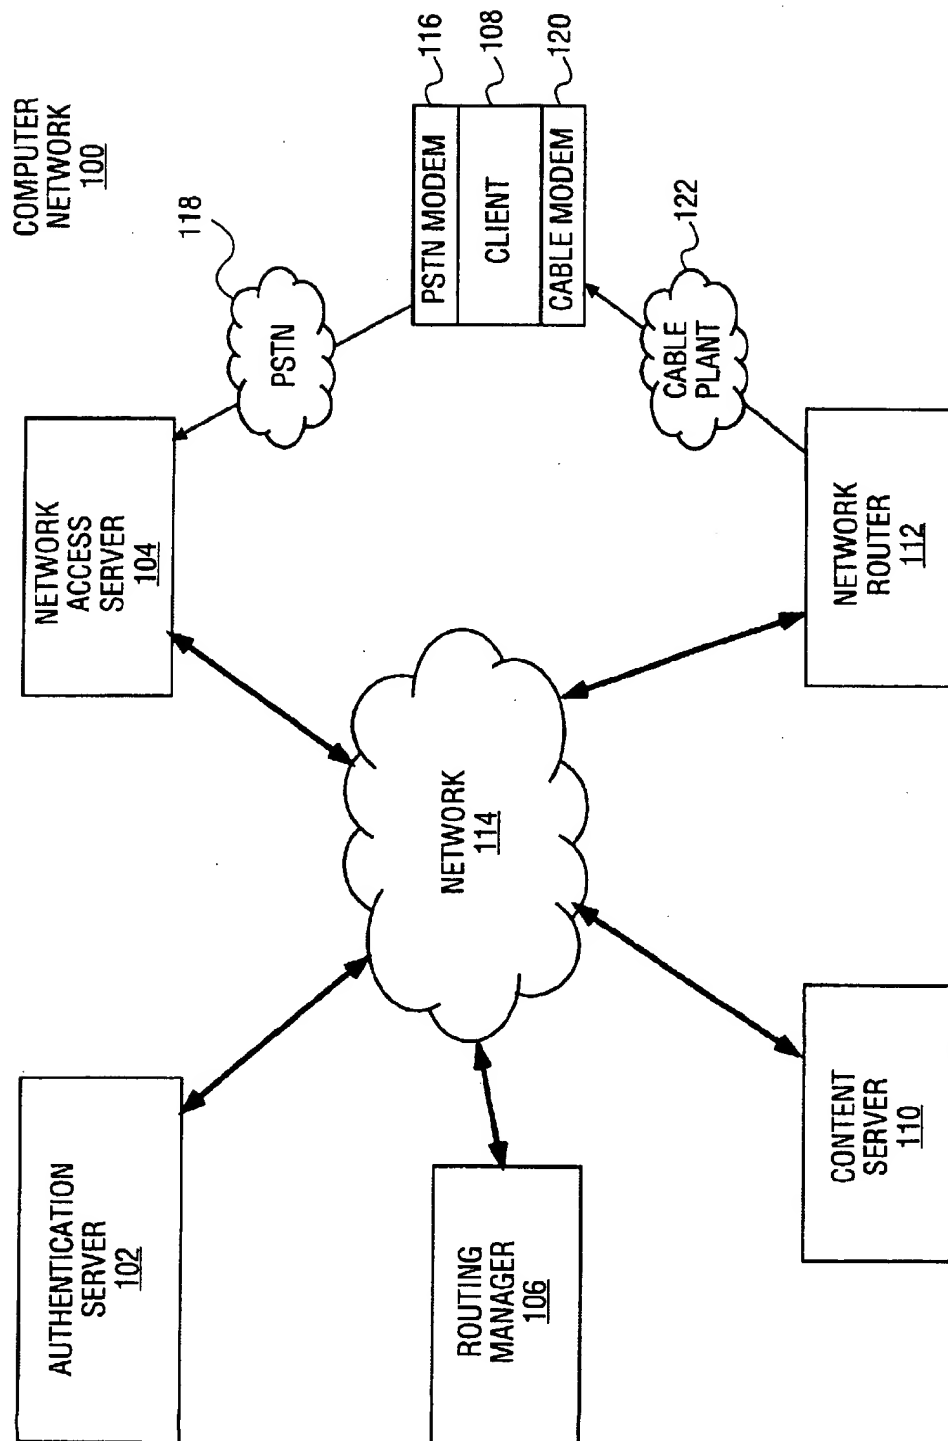 COMPUTER
NETWORK
100
AUTHENTICATION
SERVER
102
NETWORK
ACCESS
SERVER
104
118
PSTN
PSTN MODEM
116
CLIENT
108
CABLE MODEM
120
ROUTING
MANAGER
106
NETWORK
114
CABLE
PLANT
122
CONTENT
SERVER
110
NETWORK
ROUTER
112